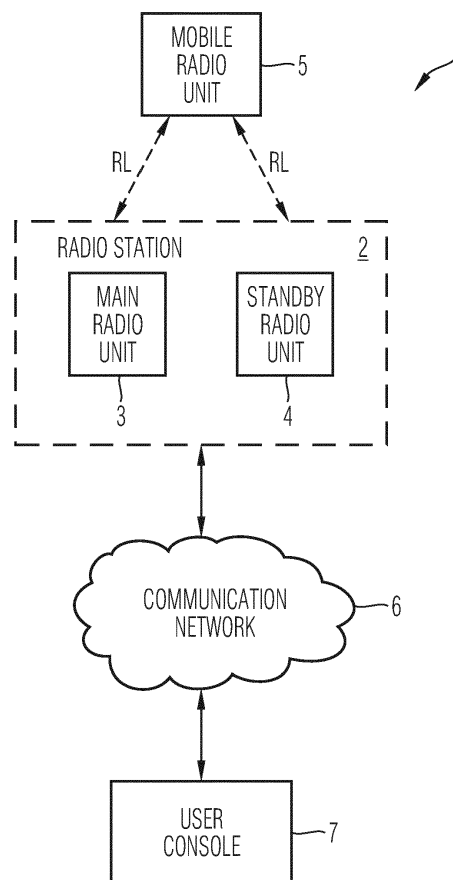 MOBILE
RADIO
UNIT
5
RL
RL
RADIO STATION
2
MAIN
RADIO
UNIT
STANDBY
RADIO
UNIT
3
4
COMMUNICATION
NETWORK
6
USER
CONSOLE
7